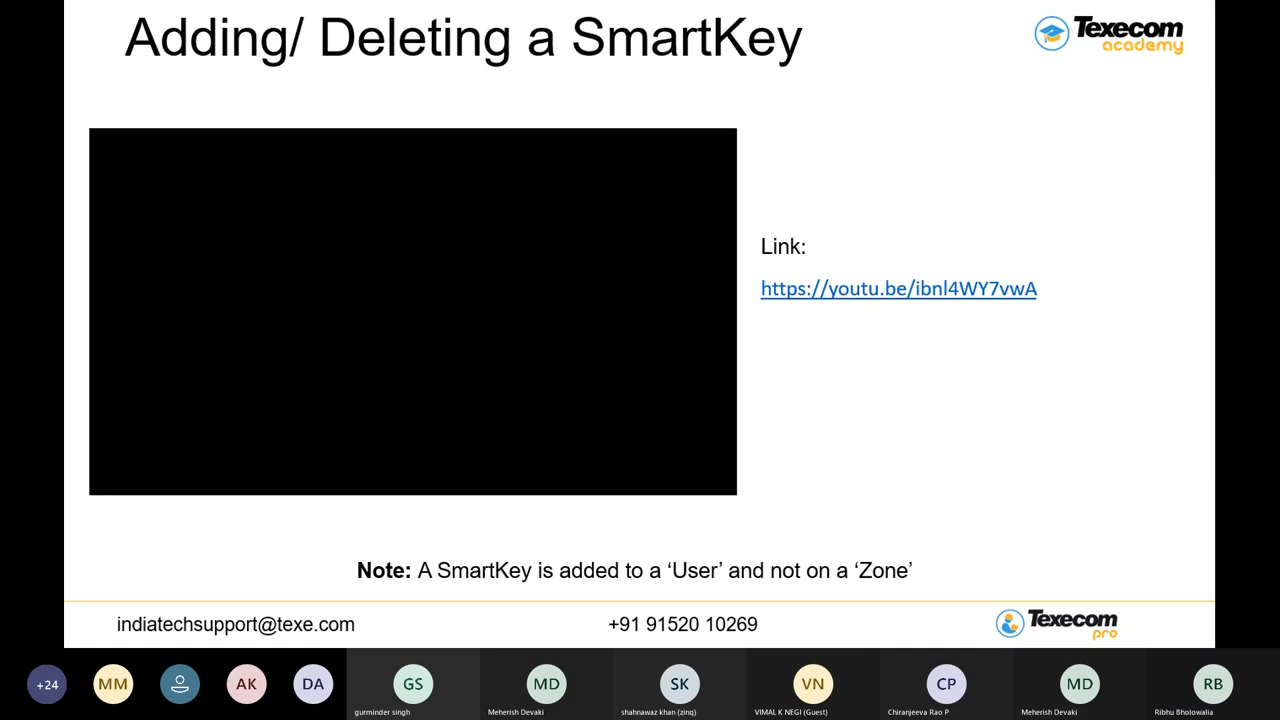 Adding/ Deleting a SmartKey
Texecom
academy
Link:
https://youtu.be/ibnl4WY7vwA
Note: A SmartKey is added to a ‘User’ and not on a ‘Zone’
indiatechsupport@texe.com
+91 91520 10269
Texecom
pro
+24
MM
AK
DA
GS
MD
SK
VN
CP
MD
RB
gurminder singh
Meherish Devaki
shahnawaz khan (zinq)
VIMAL K NEGI (Guest)
Chiranjeeva Rao P
Meherish Devaki
Ribhu Bholowalia